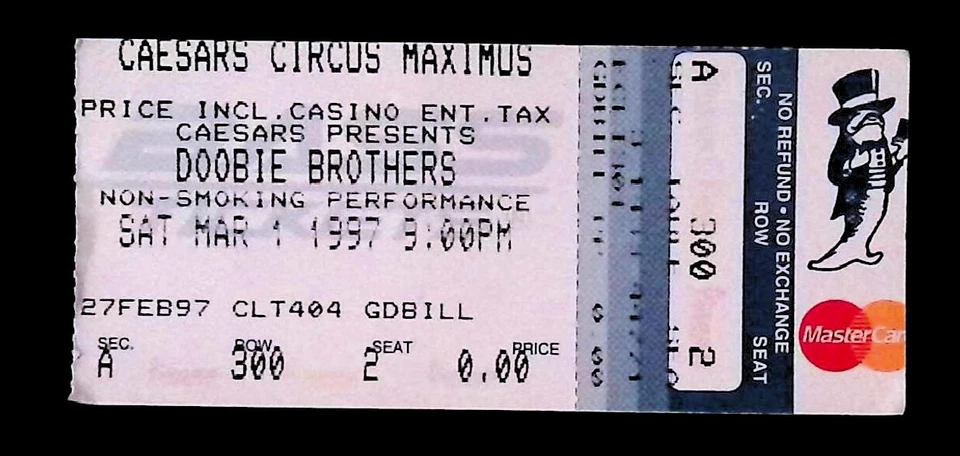 CAESARS CIRCUS MAXIMUS
PRICE INCL.CASINO ENT.TAX
CAESARS PRESENTS
DOOBIE BROTHERS
NON-SMOKING PERFORMANCE
SAT MAR 1 1997 9:00PM
27FEB97 CLT404 GDBILL
SEC. ROW SEAT PRICE
A 300 2 0.00
A 300 2
SEC. ROW SEAT
NO REFUND • NO EXCHANGE
MasterCar